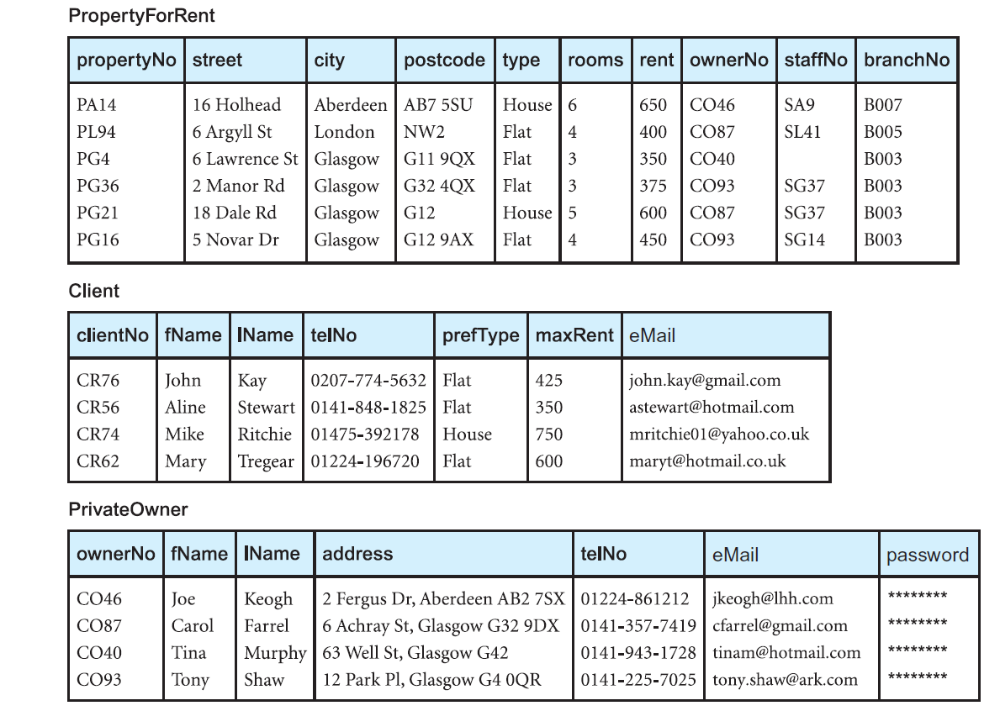 PropertyForRent
propertyNo street city postcode type rooms rent ownerNo staffNo branchNo
PA14 16 Holhead Aberdeen AB7 5SU House 6 650 CO46 SA9 B007
PL94 6 Argyll St London NW2 Flat 4 400 CO87 SL41 B005
PG4 6 Lawrence St Glasgow G11 9QX Flat 3 350 CO40 B003
PG36 2 Manor Rd Glasgow G32 4QX Flat 3 375 CO93 SG37 B003
PG21 18 Dale Rd Glasgow G12 House 5 600 CO87 SG37 B003
PG16 5 Novar Dr Glasgow G12 9AX Flat 4 450 CO93 SG14 B003
Client
clientNo fName lName telNo prefType maxRent eMail
CR76 John Kay 0207-774-5632 Flat 425 john.kay@gmail.com
CR56 Aline Stewart 0141-848-1825 Flat 350 astewart@hotmail.com
CR74 Mike Ritchie 01475-392178 House 750 mritchie01@yahoo.co.uk
CR62 Mary Tregear 01224-196720 Flat 600 maryt@hotmail.co.uk
PrivateOwner
ownerNo fName lName address telNo eMail password
CO46 Joe Keogh 2 Fergus Dr, Aberdeen AB2 7SX 01224-861212 jkeogh@lhh.com ********
CO87 Carol Farrel 6 Achray St, Glasgow G32 9DX 0141-357-7419 cfarrel@gmail.com ********
CO40 Tina Murphy 63 Well St, Glasgow G42 0141-943-1728 tinam@hotmail.com ********
CO93 Tony Shaw 12 Park Pl, Glasgow G4 0QR 0141-225-7025 tony.shaw@ark.com ********